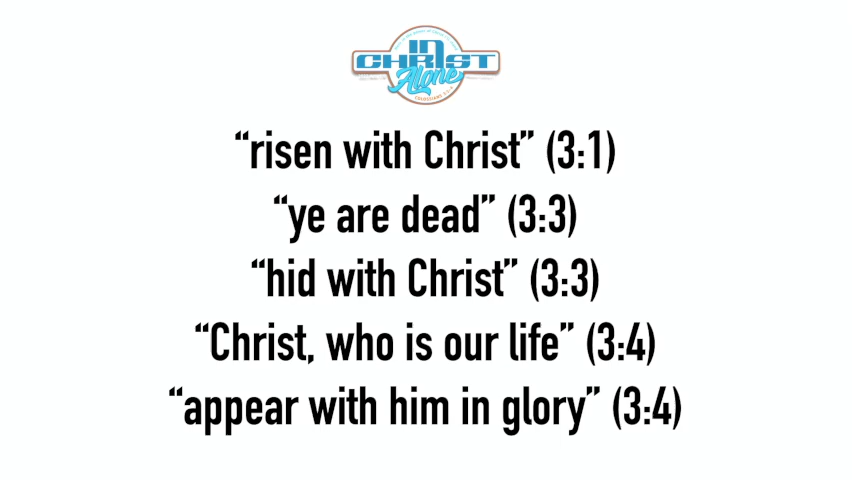 IN
CHRIST
Alone
COLOSSIANS
“risen with Christ” (3:1)
“ye are dead” (3:3)
“hid with Christ” (3:3)
“Christ, who is our life” (3:4)
“appear with him in glory” (3:4)